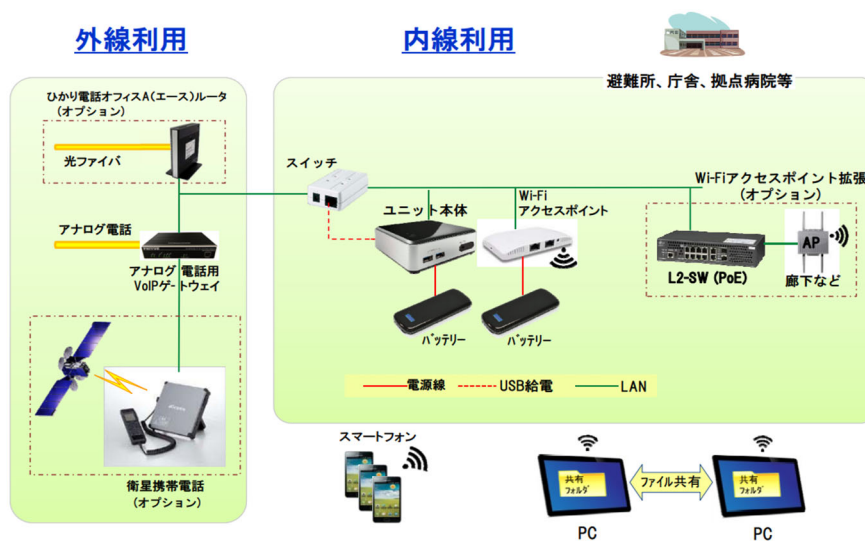 外線利用
内線利用
避難所、庁舎、拠点病院等
ひかり電話オフィスA(エース)ルータ
(オプション)
光ファイバ
アナログ電話
アナログ 電話用
VoIPゲートウェイ
衛星携帯電話
(オプション)
スイッチ
ユニット本体
Wi-Fi
アクセスポイント
バッテリー
バッテリー
Wi-Fiアクセスポイント拡張
(オプション)
L2-SW (PoE)
AP
廊下など
電源線
USB給電
LAN
スマートフォン
共有
フォルダ
ファイル共有
共有
フォルダ
PC
PC